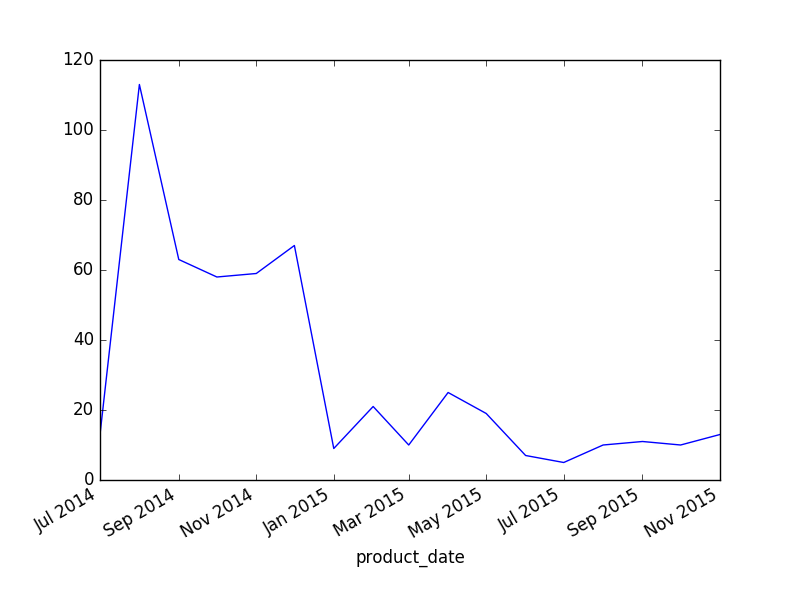 120
100
80
60
40
20
0
Jul 2014
Sep 2014
Nov 2014
Jan 2015
Mar 2015
May 2015
Jul 2015
Sep 2015
Nov 2015
product_date